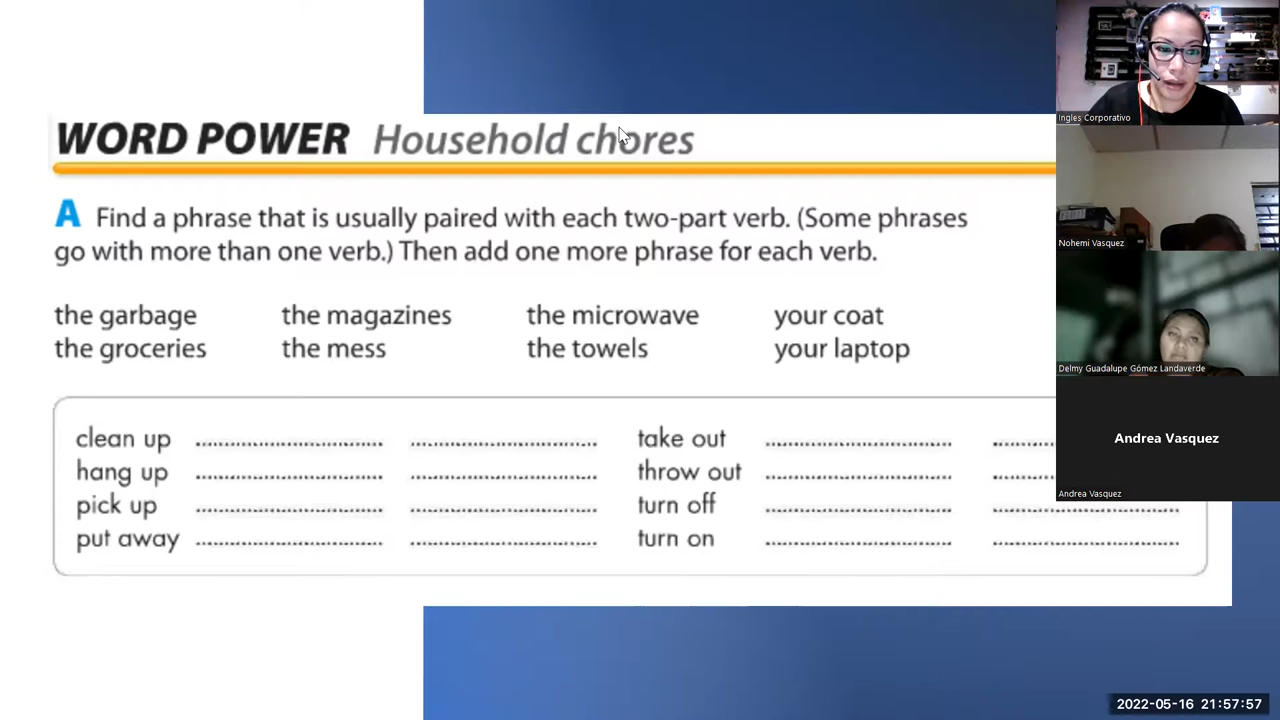 WORD POWER Household chores
A Find a phrase that is usually paired with each two-part verb. (Some phrases
go with more than one verb.) Then add one more phrase for each verb.
the garbage the magazines the microwave your coat
the groceries the mess the towels your laptop
clean up ........................ ........................ take out ........................ ........
hang up ........................ ........................ throw out ........................ ........
pick up ........................ ........................ turn off ........................ ........................
put away ........................ ........................ turn on ........................ ........................
Ingles Corporativo
Nohemi Vasquez
Delmy Guadalupe Gómez Landaverde
Andrea Vasquez
Andrea Vasquez
2022-05-16 21:57:57